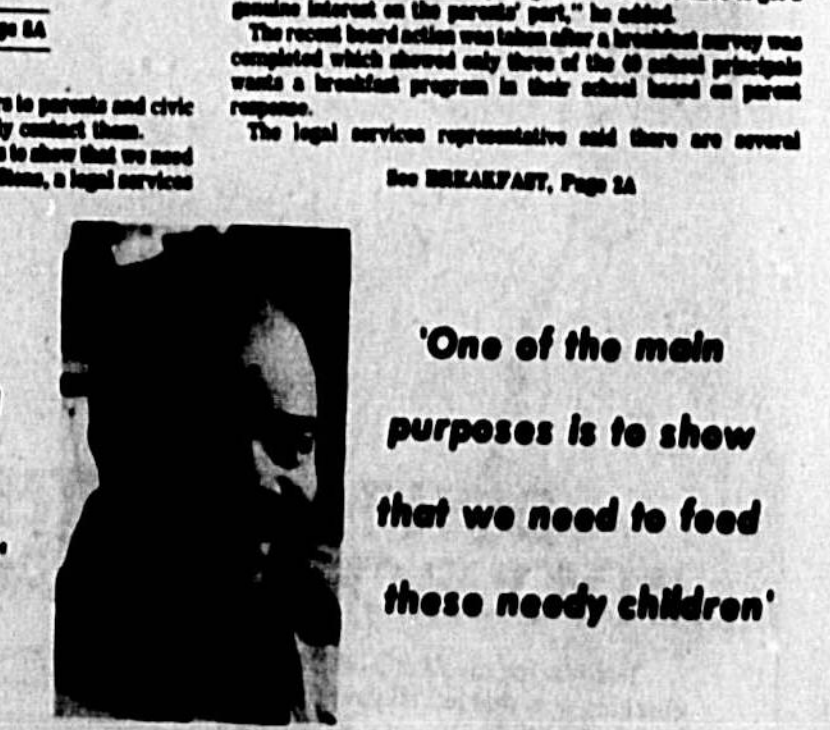 Page 8A
rs to parents and civic
ly contact them.
s to show that we need
a legal services
genuine interest on the parents' part," he added.
The recent board action was taken after a breakfast survey was
completed which showed only three of the 40 school principals
wants a breakfast program in their school based on parent
response.
The legal services representative said there are several
See BREAKFAST, Page 2A
'One of the main
purposes is to show
that we need to feed
these needy children'